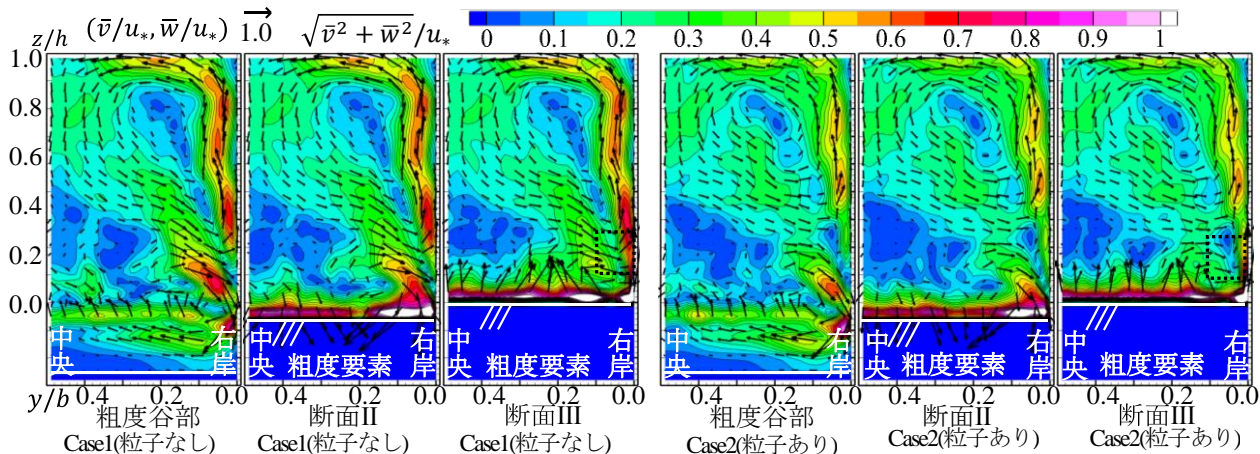 (v̄/u*, w̄/u*) 1.0 √(v̄² + w̄²)/u*
0 0.1 0.2 0.3 0.4 0.5 0.6 0.7 0.8 0.9 1
z/h
1.0
0.8
0.6
0.4
0.2
0.0
中央 右岸
中央 粗度要素 右岸
中央 粗度要素 右岸
中央 右岸
中央 粗度要素 右岸
中央 粗度要素 右岸
y/b 0.4 0.2 0.0 0.4 0.2 0.0 0.4 0.2 0.0 0.4 0.2 0.0 0.4 0.2 0.0 0.4 0.2 0.0
粗度谷部 断面II 断面III 粗度谷部 断面II 断面III
Case1(粒子なし) Case1(粒子なし) Case1(粒子なし) Case2(粒子あり) Case2(粒子あり) Case2(粒子あり)